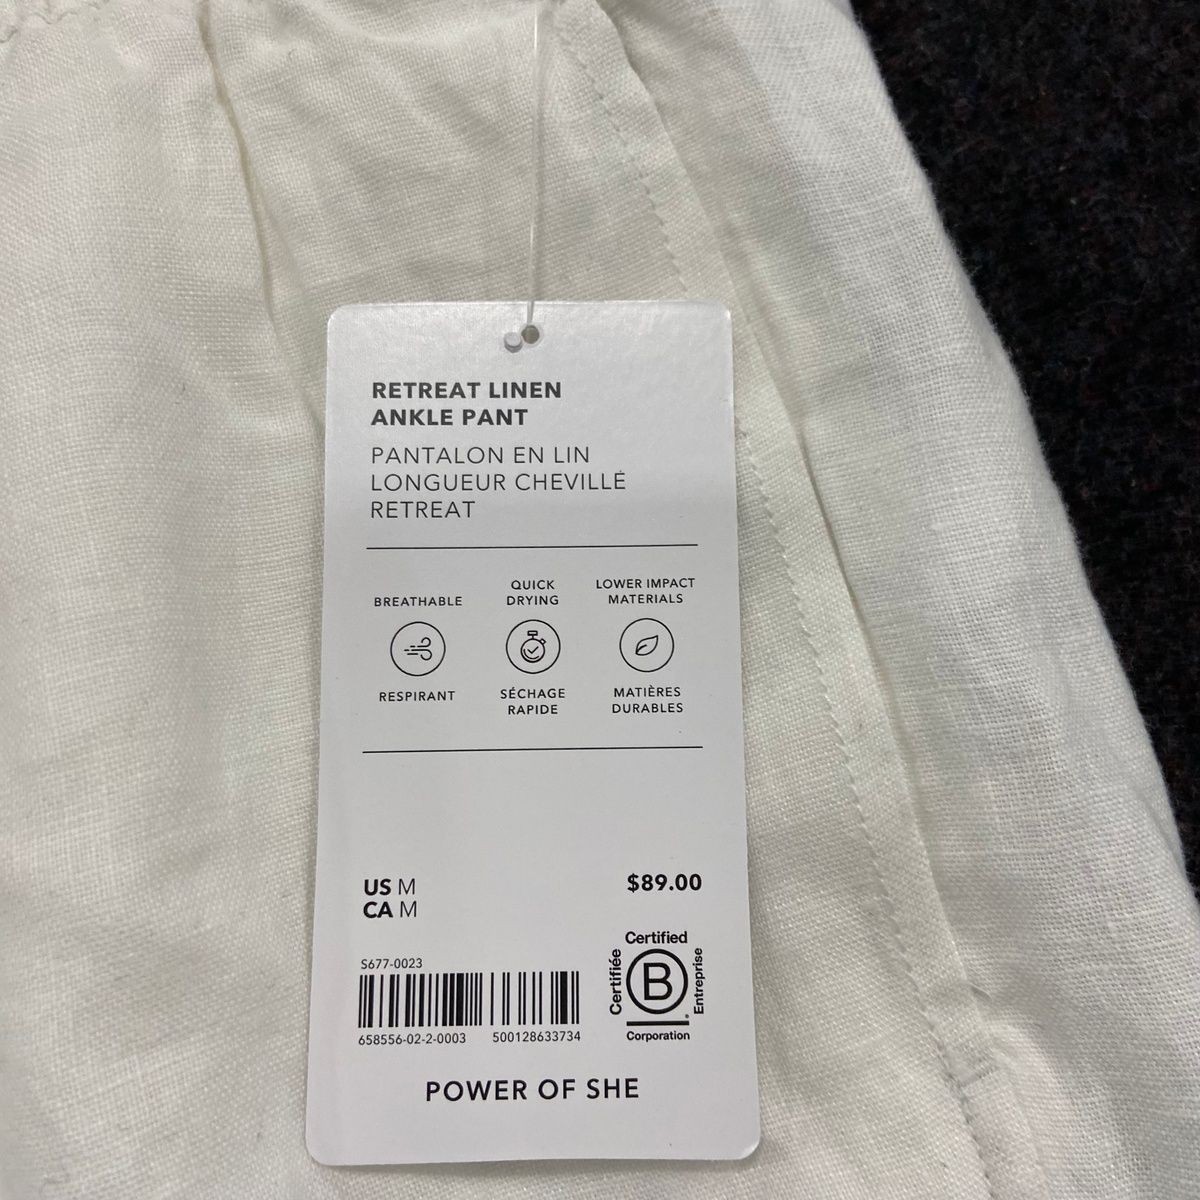 RETREAT LINEN
ANKLE PANT
PANTALON EN LIN
LONGUEUR CHEVILLÉ
RETREAT
BREATHABLE
RESPIRANT
QUICK
DRYING
SÉCHAGE
RAPIDE
LOWER IMPACT
MATERIALS
MATIÈRES
DURABLES
US M
CA M
$89.00
S677-0023
658556-02-2-0003 500128633734
Certified
Certifiée
B
Entreprise
Corporation
POWER OF SHE